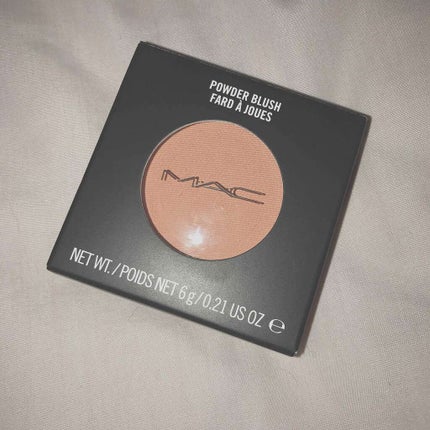 POWDER BLUSH
FARD À JOUES
MAC
NET WT./POIDS NET 6 g/0.21 US OZ ℮